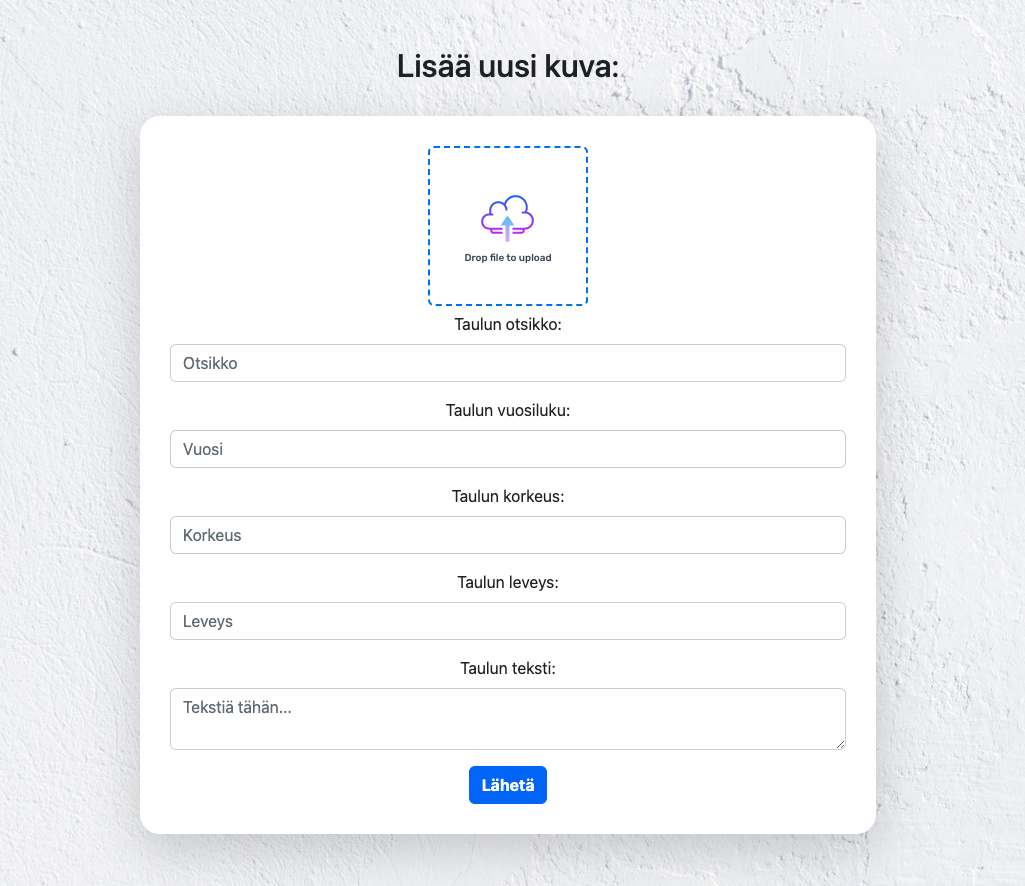 Lisää uusi kuva:
Drop file to upload
Taulun otsikko:
Otsikko
Taulun vuosiluku:
Vuosi
Taulun korkeus:
Korkeus
Taulun leveys:
Leveys
Taulun teksti:
Tekstiä tähän...
Lähetä